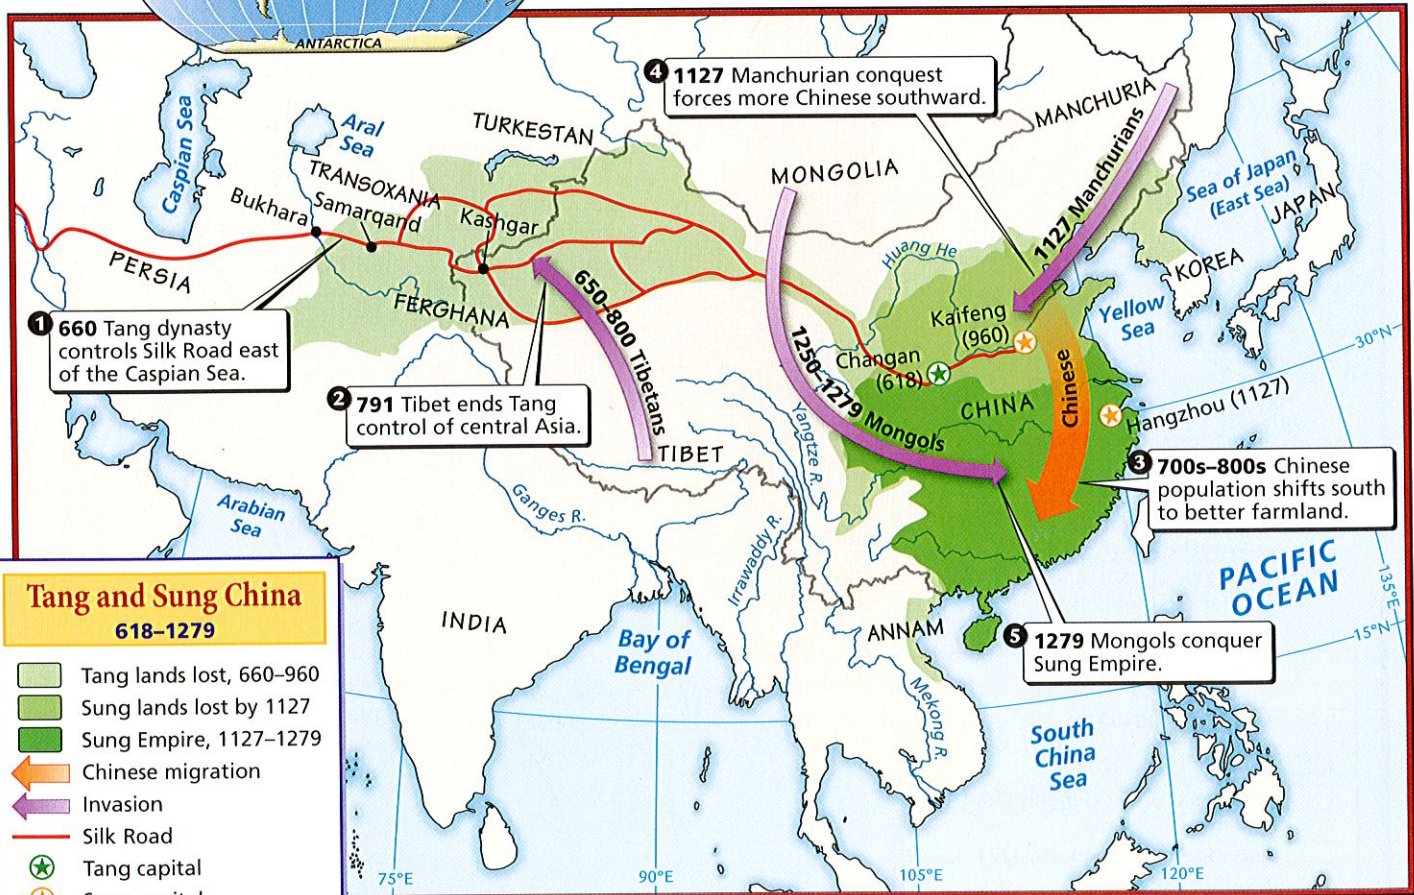 ANTARCTICA
4 1127 Manchurian conquest
forces more Chinese southward.
MANCHURIA
Caspian Sea
Aral
Sea
TURKESTAN
MONGOLIA
1127 Manchurians
Sea of Japan
(East Sea)
JAPAN
TRANSOXANIA
Bukhara
Samarqand
Kashgar
Huang He
KOREA
PERSIA
FERGHANA
650–800 Tibetans
Kaifeng
(960)
Yellow
Sea
30°N
1 660 Tang dynasty
controls Silk Road east
of the Caspian Sea.
1250–1279 Mongols
Changan
(618)
Chinese
CHINA
Hangzhou (1127)
2 791 Tibet ends Tang
control of central Asia.
TIBET
Yangtze R.
3 700s–800s Chinese
population shifts south
to better farmland.
Arabian
Sea
Ganges R.
Irrawaddy R.
PACIFIC
OCEAN
135°E
15°N
INDIA
Bay of
Bengal
ANNAM
5 1279 Mongols conquer
Sung Empire.
Mekong R.
South
China
Sea
75°E
90°E
105°E
120°E
Tang and Sung China
618–1279
Tang lands lost, 660–960
Sung lands lost by 1127
Sung Empire, 1127–1279
Chinese migration
Invasion
Silk Road
Tang capital